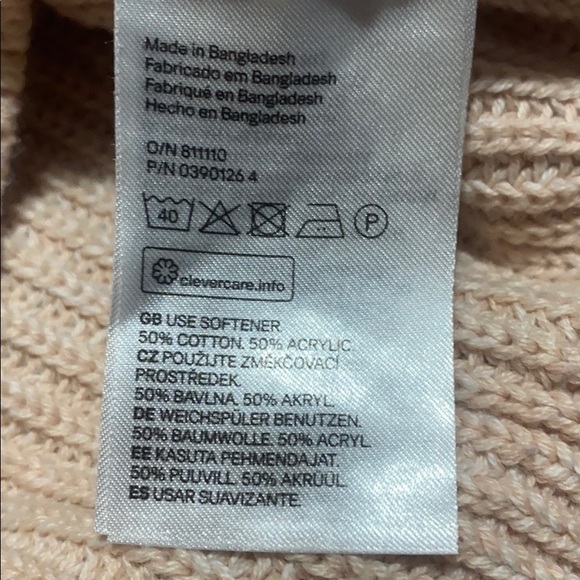 Made in Bangladesh
Fabricado em Bangladesh
Fabriqué en Bangladesh
Hecho en Bangladesh
O/N 811110
P/N 0390126 4
40
P
clevercare.info
GB USE SOFTENER.
50% COTTON. 50% ACRYLIC.
CZ POUŽIJTE ZMĚKČOVACÍ
PROSTŘEDEK.
50% BAVLNA. 50% AKRYL.
DE WEICHSPÜLER BENUTZEN.
50% BAUMWOLLE. 50% ACRYL.
EE KASUTA PEHMENDAJAT.
50% PUUVILL. 50% AKRÜÜL.
ES USAR SUAVIZANTE.